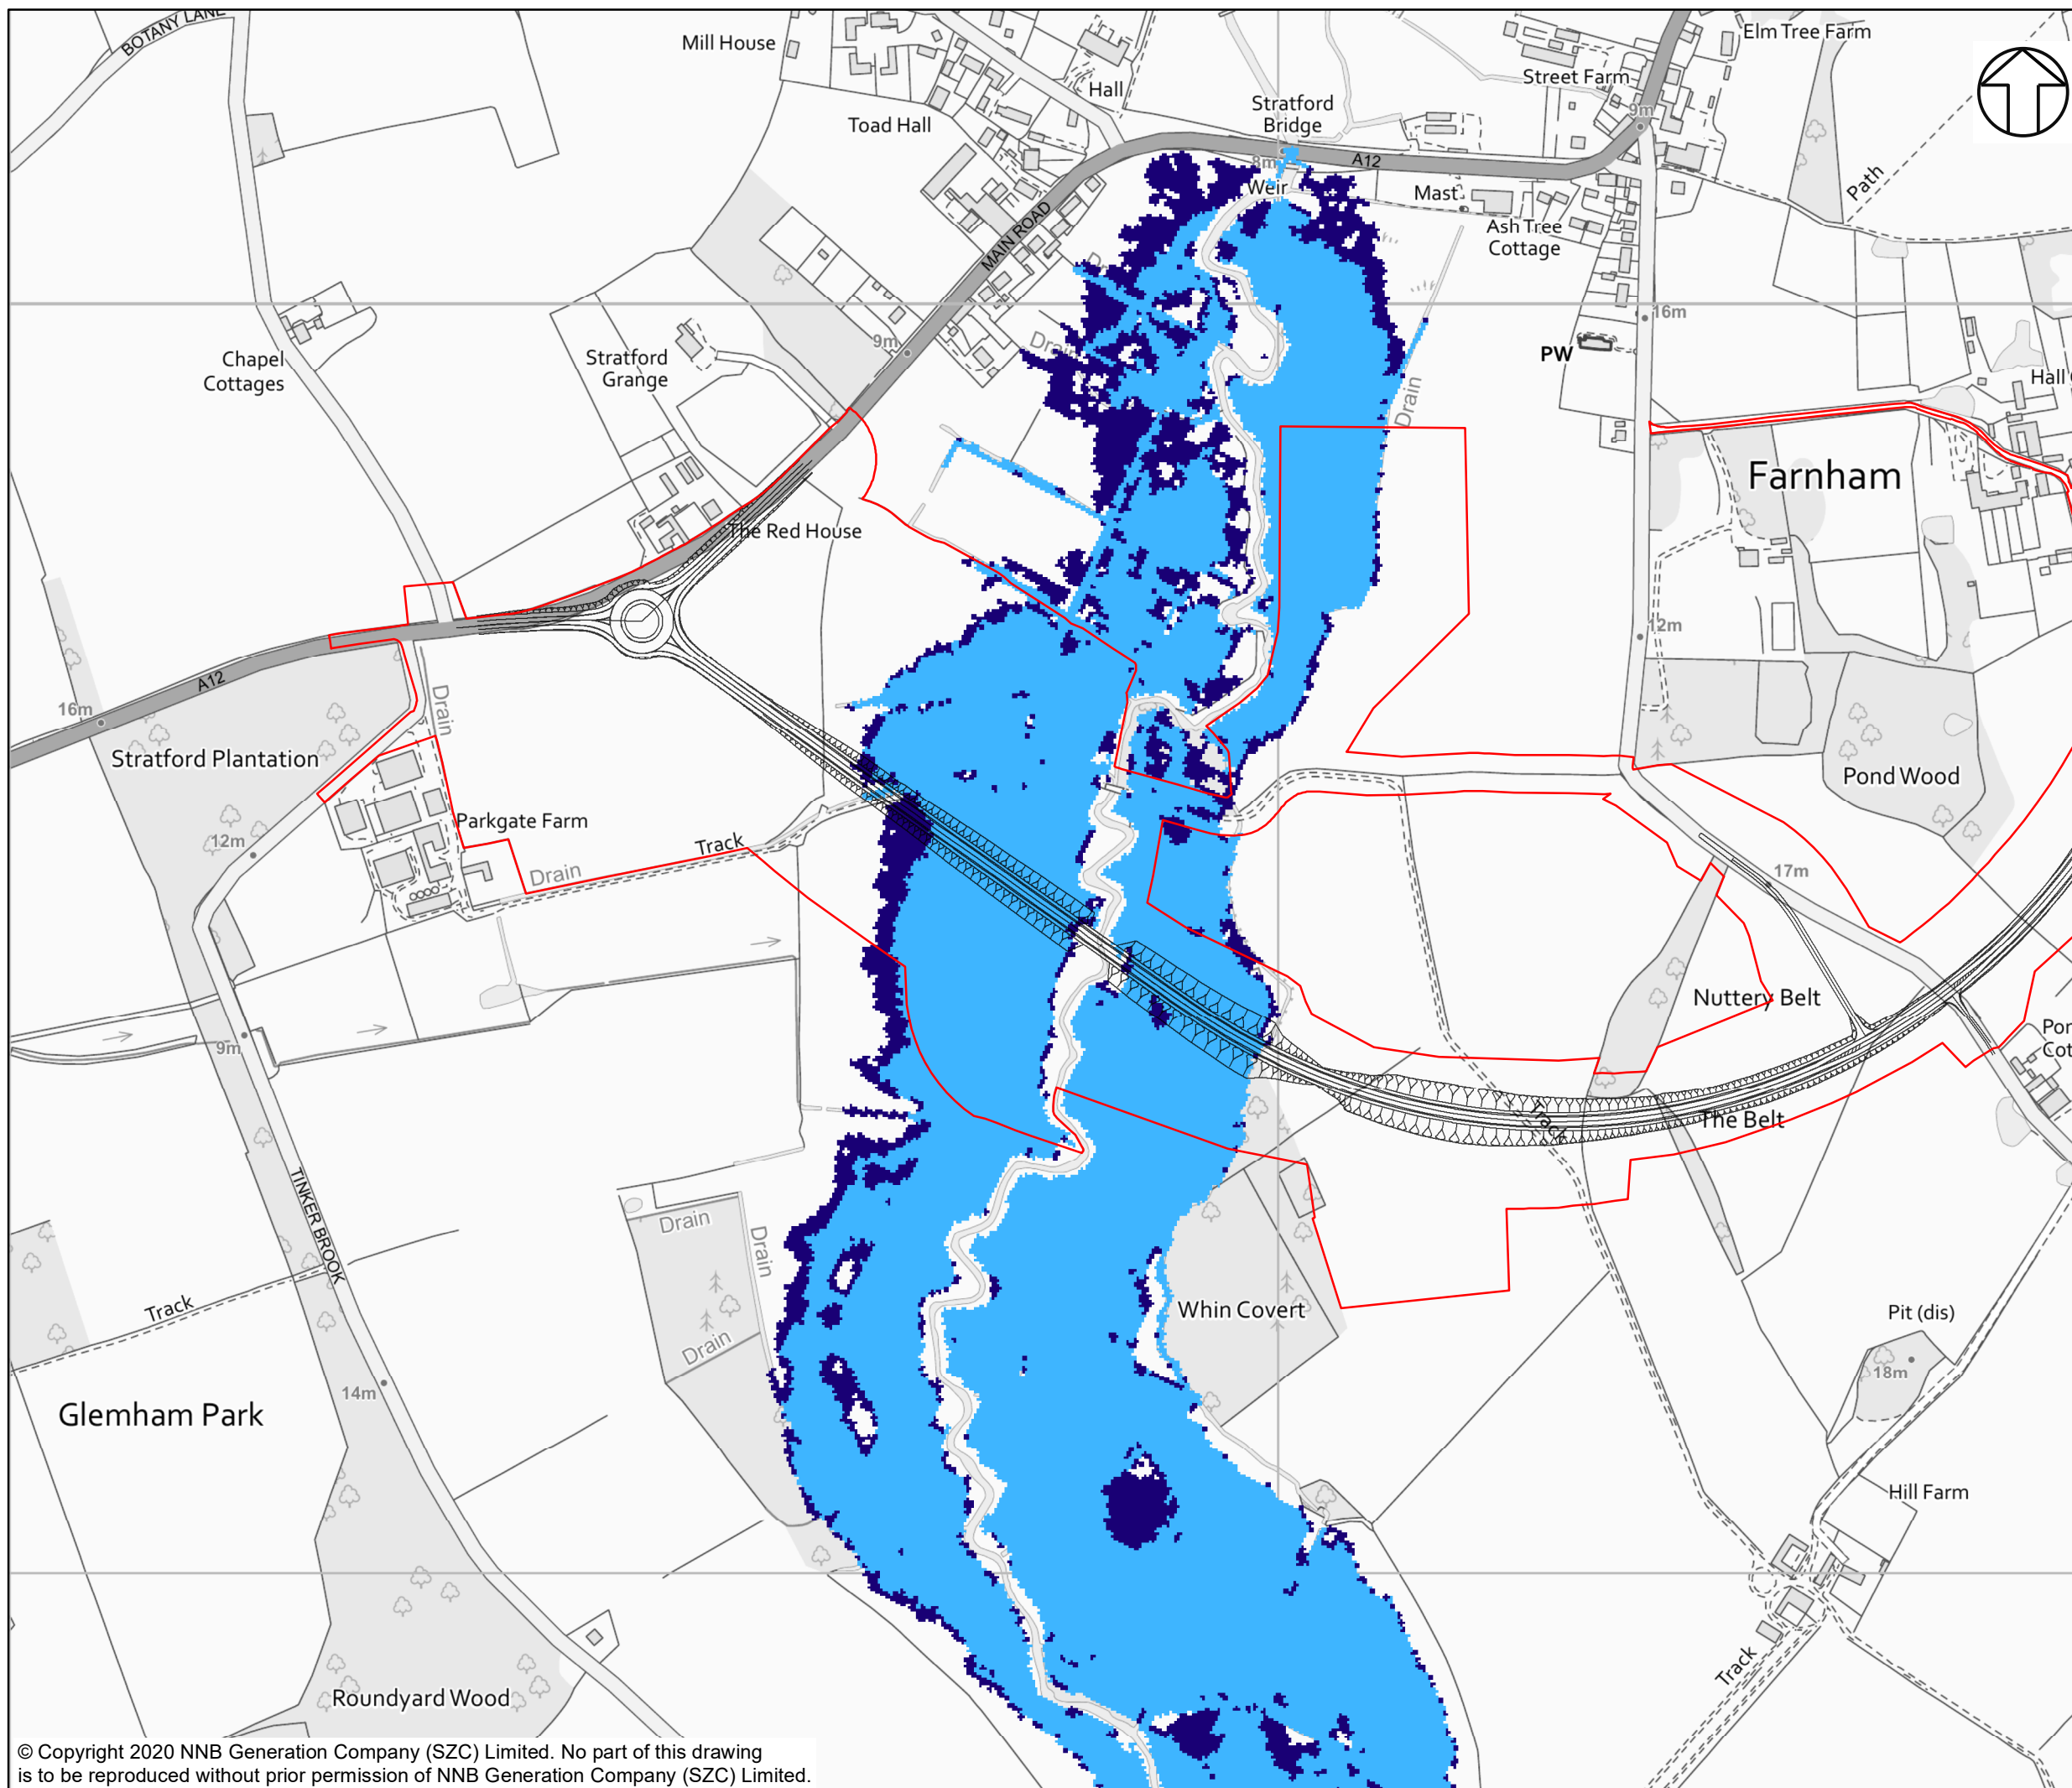 BOTANY LANE
Mill House
Elm Tree Farm
Street Farm
Hall
Stratford
Bridge
Toad Hall
9m
A12
8m
Weir
Mast
Path
Ash Tree
Cottage
MAIN ROAD
16m
9m
Drain
PW
Stratford
Grange
Chapel
Cottages
Hall
Drain
Farnham
The Red House
12m
A12
16m
Drain
Stratford Plantation
Pond Wood
Parkgate Farm
12m
Track
Drain
17m
Nuttery Belt
9m
Track
The Belt
TINKER BROOK
Drain
Drain
Track
Whin Covert
Pit (dis)
Drain
18m
14m
Glemham Park
Hill Farm
Track
Roundyard Wood
© Copyright 2020 NNB Generation Company (SZC) Limited. No part of this drawing
is to be reproduced without prior permission of NNB Generation Company (SZC) Limited.